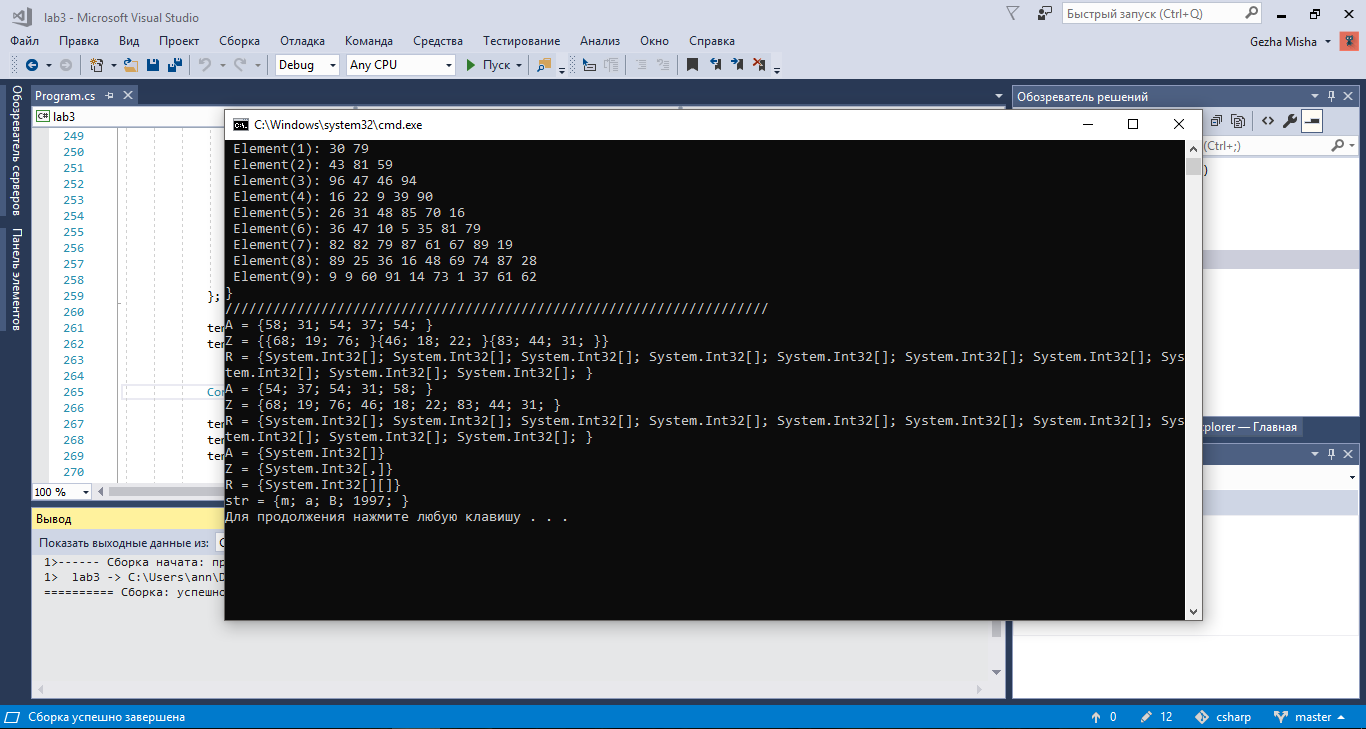 lab3 - Microsoft Visual Studio
Быстрый запуск (Ctrl+Q)
Файл Правка Вид Проект Сборка Отладка Команда Средства Тестирование Анализ Окно Справка
Gezha Misha
Debug Any CPU Пуск
Обозреватель серверов
Панель элементов
Program.cs
C# lab3
Обозреватель решений
(Ctrl+;)
)
249
250
251
252
253
254
255
256
257
258
259 };
260
261 ter
262 ter
263
264
265 Cor
266
267 ter
268 ter
269 ter
270
100 %
C:\Windows\system32\cmd.exe
Element(1): 30 79
Element(2): 43 81 59
Element(3): 96 47 46 94
Element(4): 16 22 9 39 90
Element(5): 26 31 48 85 70 16
Element(6): 36 47 10 5 35 81 79
Element(7): 82 82 79 87 61 67 89 19
Element(8): 89 25 36 16 48 69 74 87 28
Element(9): 9 9 60 91 14 73 1 37 61 62
}
////////////////////////////////////////////////////////////////////
A = {58; 31; 54; 37; 54; }
Z = {{68; 19; 76; }{46; 18; 22; }{83; 44; 31; }}
R = {System.Int32[]; System.Int32[]; System.Int32[]; System.Int32[]; System.Int32[]; System.Int32[]; System.Int32[]; Sys
tem.Int32[]; System.Int32[]; System.Int32[]; }
A = {54; 37; 54; 31; 58; }
Z = {68; 19; 76; 46; 18; 22; 83; 44; 31; }
R = {System.Int32[]; System.Int32[]; System.Int32[]; System.Int32[]; System.Int32[]; System.Int32[]; System.Int32[]; Sys
tem.Int32[]; System.Int32[]; System.Int32[]; }
A = {System.Int32[]}
Z = {System.Int32[,]}
R = {System.Int32[][]}
str = {m; a; B; 1997; }
Для продолжения нажмите любую клавишу . . .
xplorer — Главная
Вывод
Показать выходные данные из:
1>------ Сборка начата: пр
1> lab3 -> C:\Users\ann\D
========== Сборка: успешно
Сборка успешно завершена
0 12 csharp master